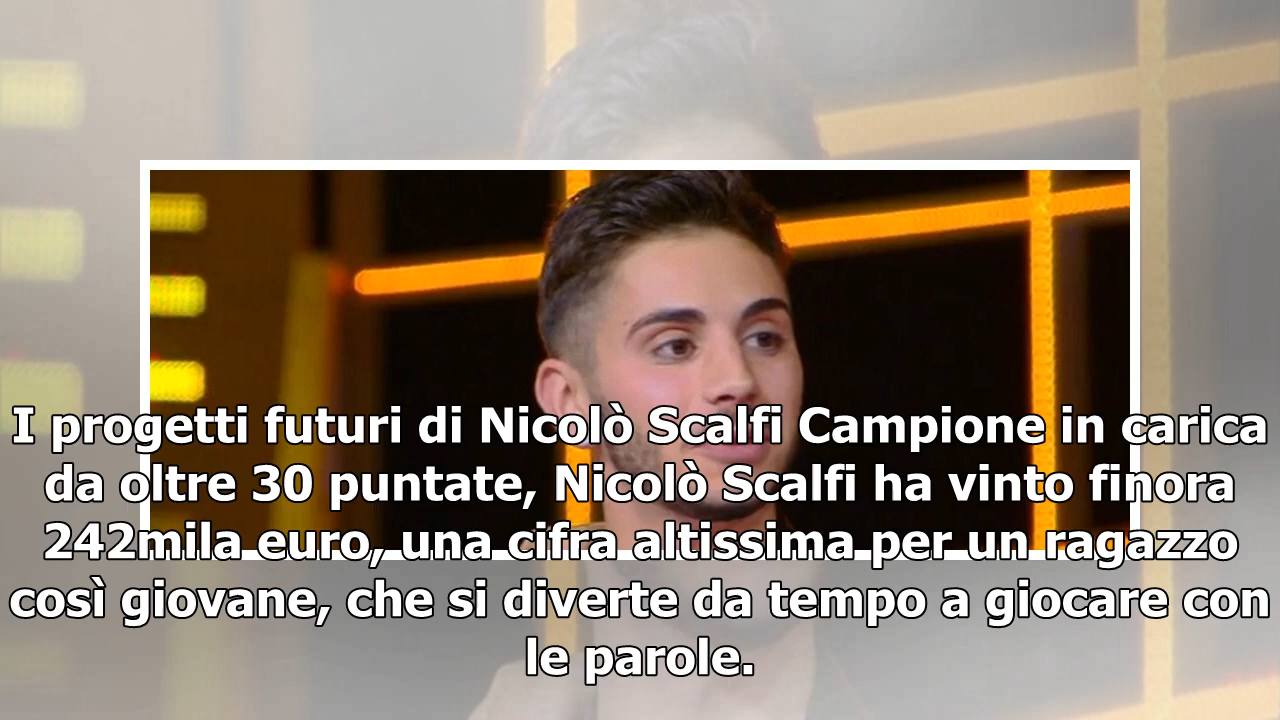 I progetti futuri di Nicolò Scalfi Campione in carica
da oltre 30 puntate, Nicolò Scalfi ha vinto finora
242mila euro, una cifra altissima per un ragazzo
così giovane, che si diverte da tempo a giocare con
le parole.